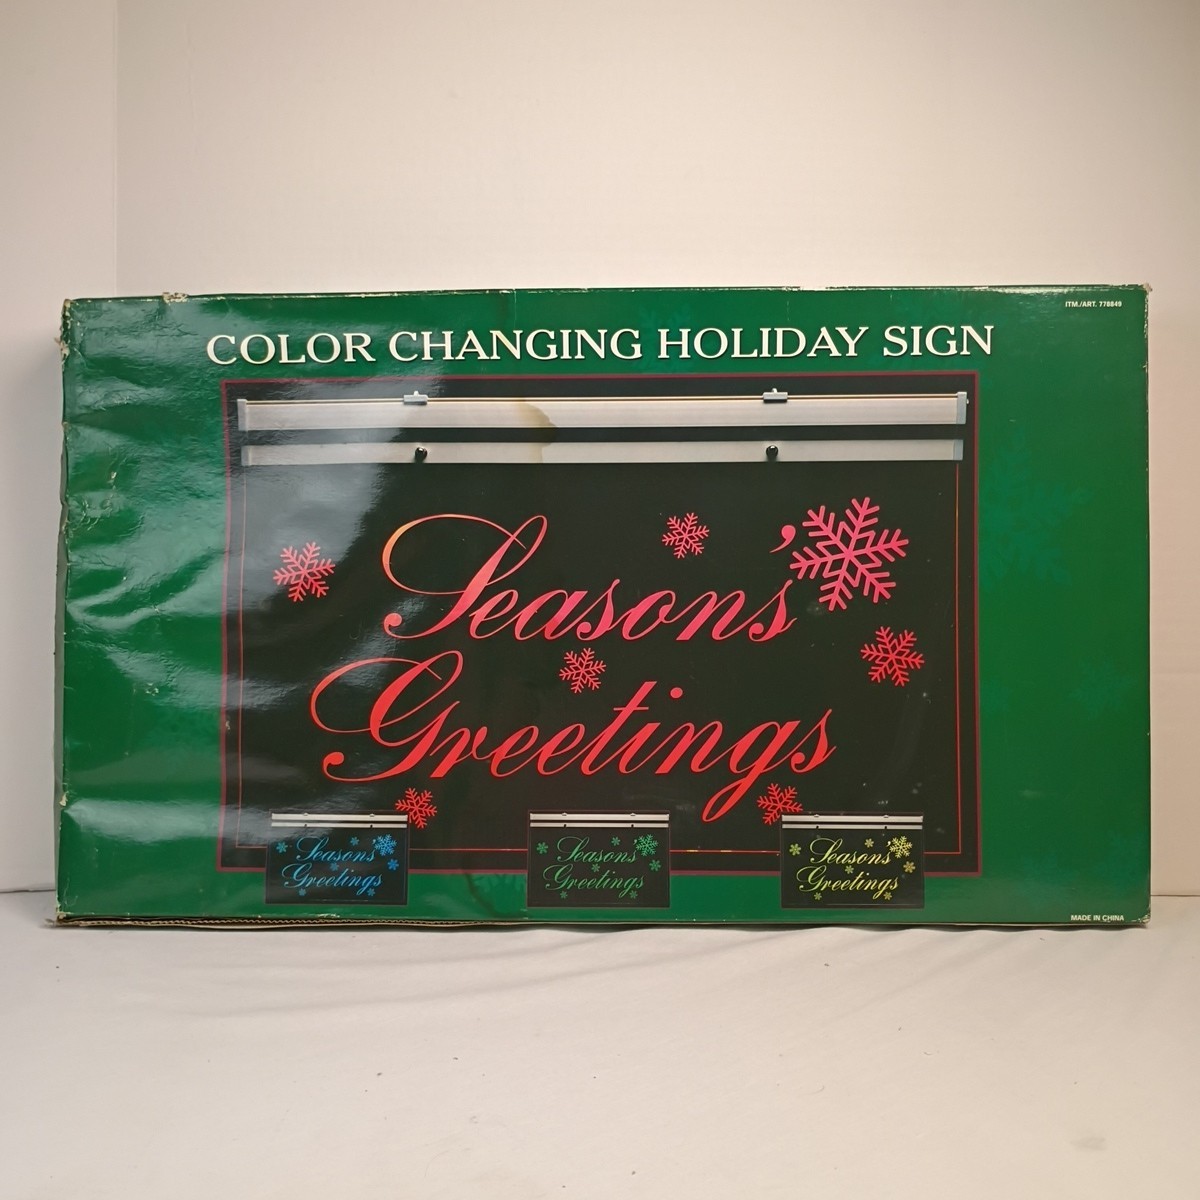 ITM./ART. 778849
COLOR CHANGING HOLIDAY SIGN
Seasons'
Greetings
Seasons'
Greetings
Seasons'
Greetings
Seasons'
Greetings
MADE IN CHINA